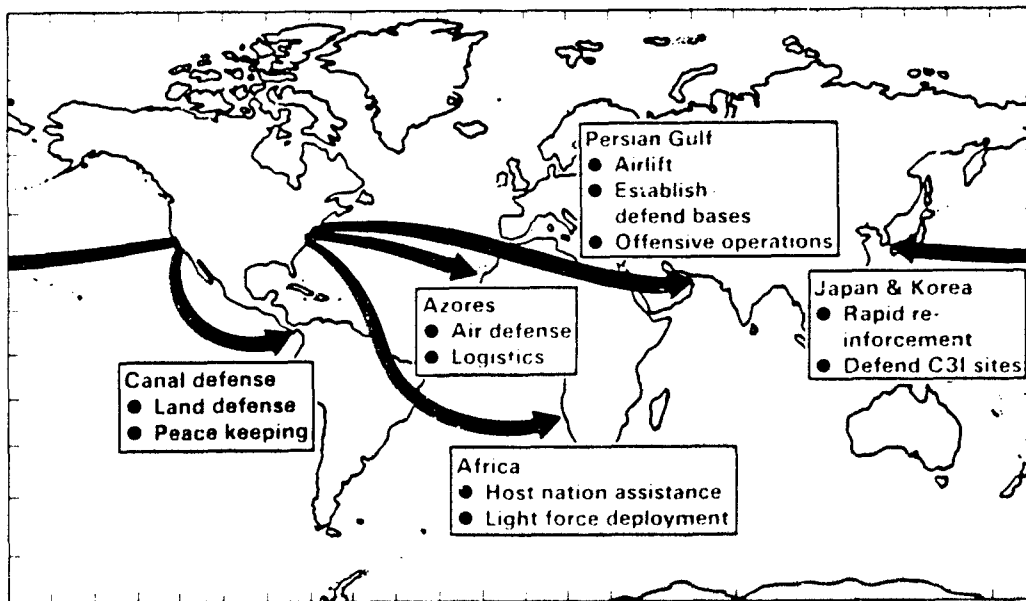 Persian Gulf
● Airlift
● Establish
defend bases
● Offensive operations
Azores
● Air defense
● Logistics
Japan & Korea
● Rapid re-
inforcement
● Defend C3I sites
Canal defense
● Land defense
● Peace keeping
Africa
● Host nation assistance
● Light force deployment